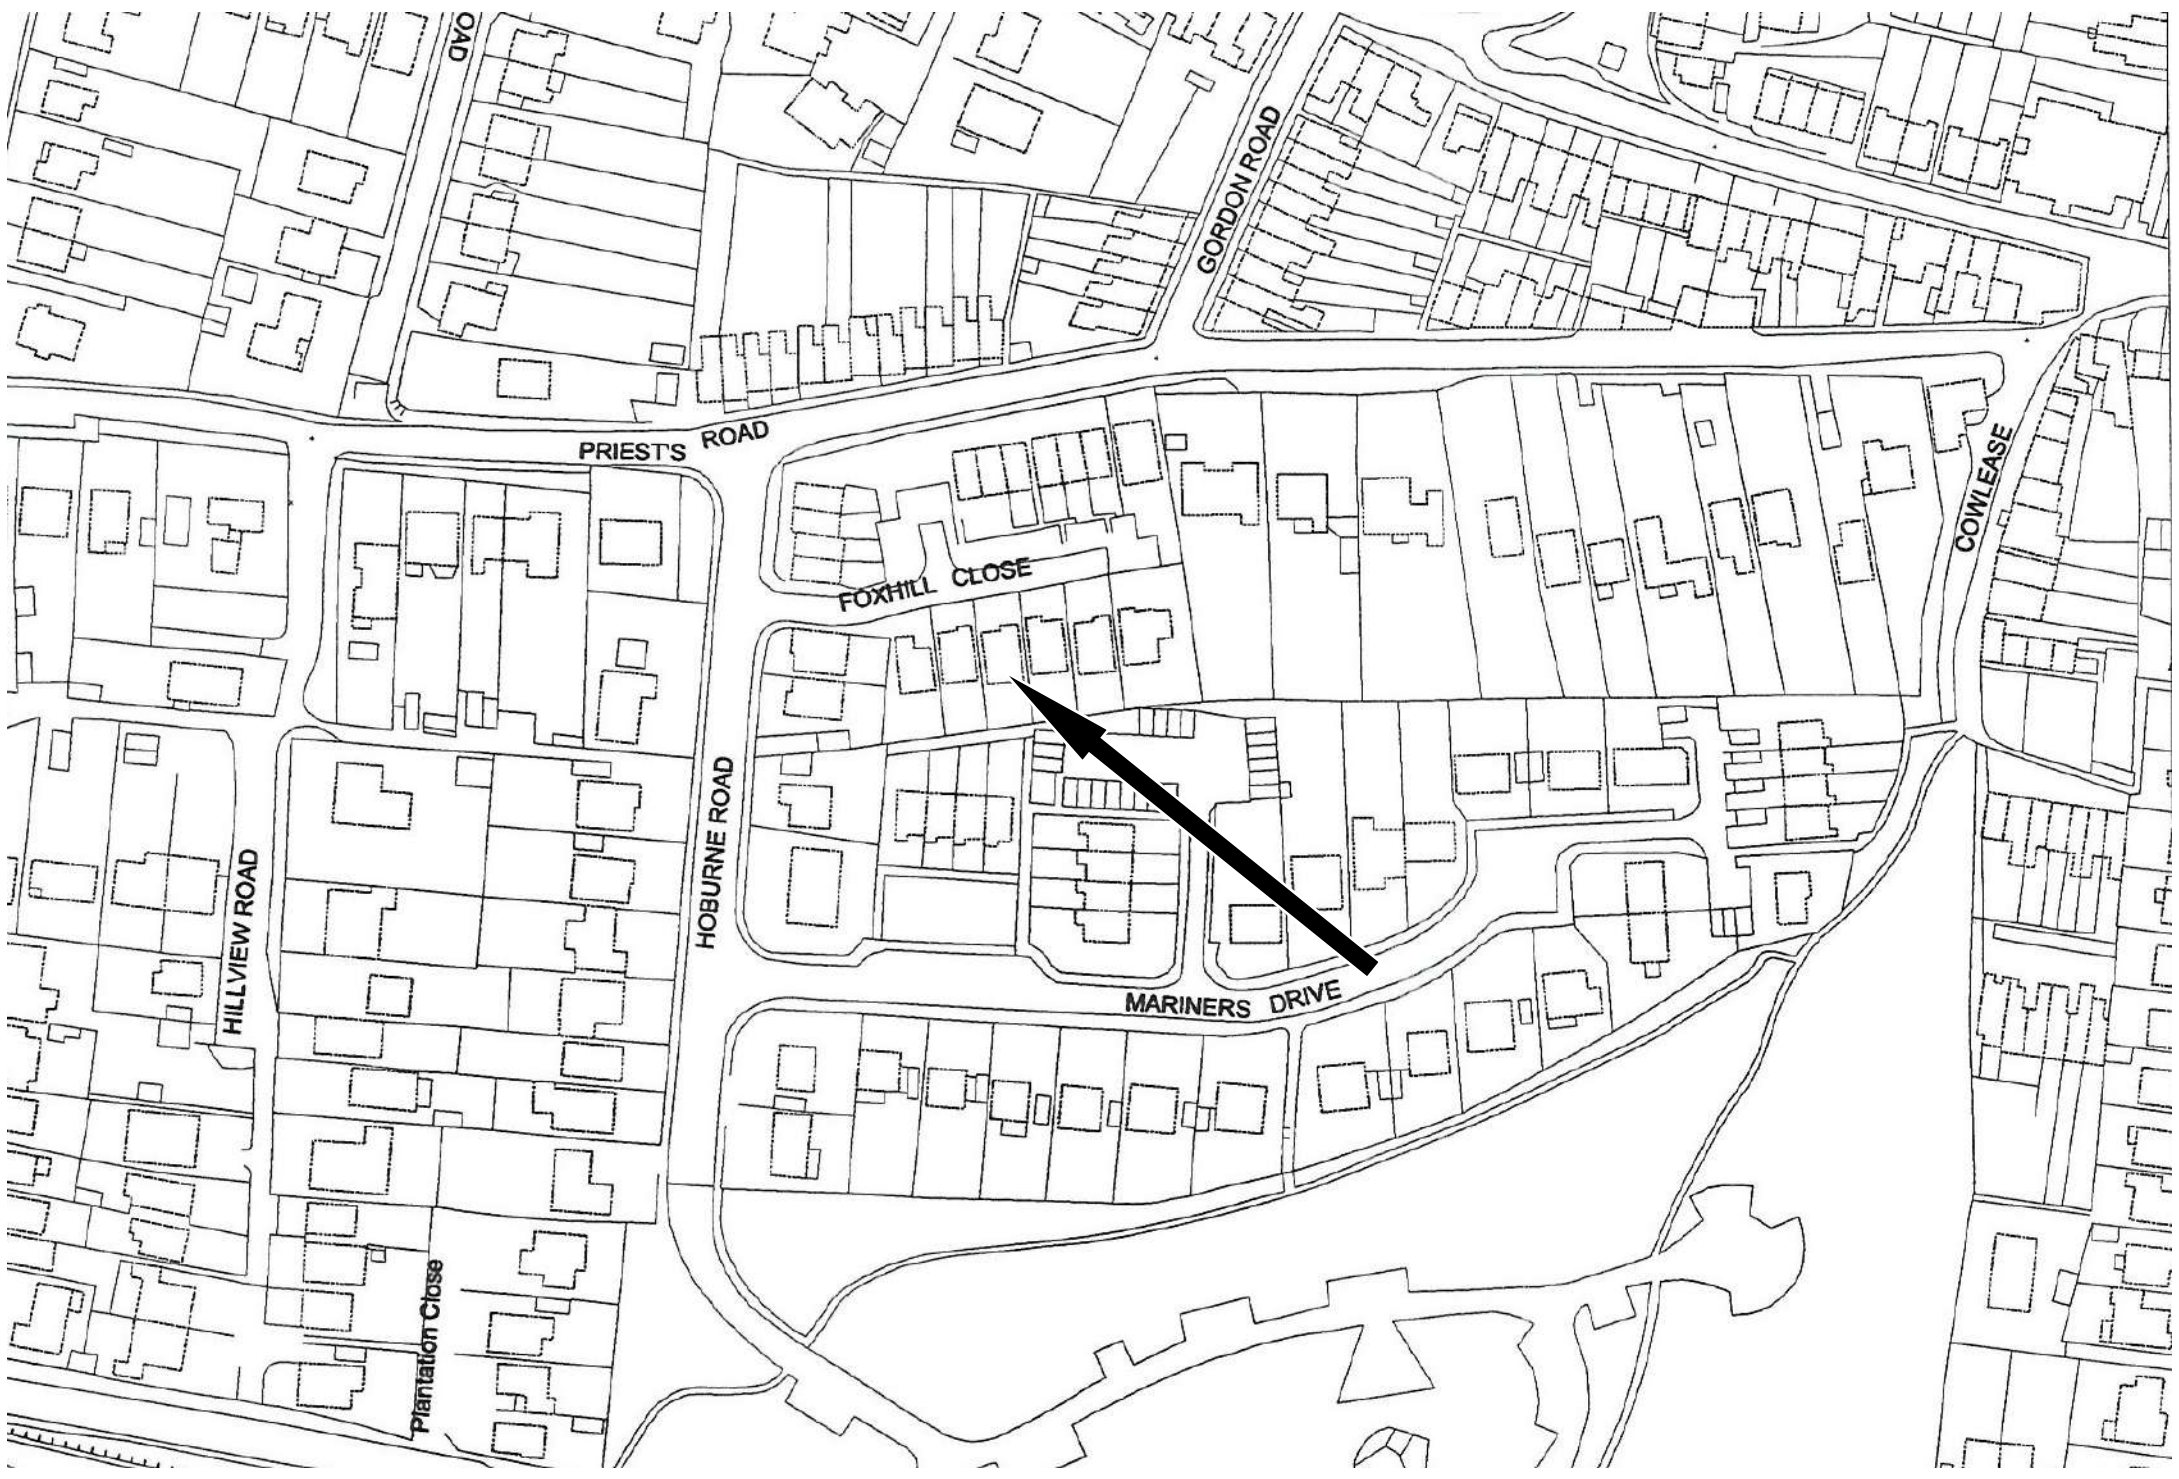 OAD
GORDON ROAD
PRIEST'S ROAD
COWLEASE
FOXHILL CLOSE
HOBURNE ROAD
HILLVIEW ROAD
MARINERS DRIVE
Plantation Close